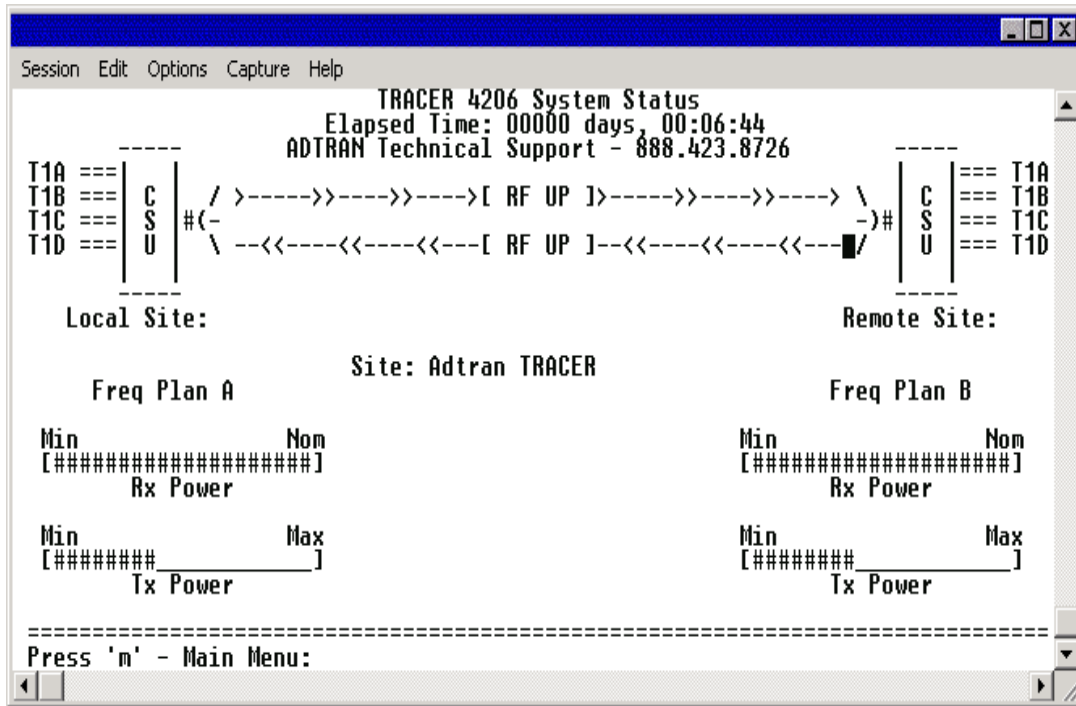 Session Edit Options Capture Help
TRACER 4206 System Status
Elapsed Time: 00000 days, 00:06:44
ADTRAN Technical Support - 888.423.8726
-----                                                              -----
T1A ===|     |                                                            |     |=== T1A
T1B ===|  C  |  / >----->>---->>---->[ RF UP ]>----->>---->>----> \  |  C  |=== T1B
T1C ===|  S  |#(-                                                  -)#|  S  |=== T1C
T1D ===|  U  |  \ --<<----<<----<<---[ RF UP ]--<<----<<----<<---█/  |  U  |=== T1D
|     |                                                            |     |
-----                                                              -----
Local Site: Remote Site:
Site: Adtran TRACER
Freq Plan A Freq Plan B
Min Nom Min Nom
[####################] [####################]
Rx Power Rx Power
Min Max Min Max
[########____________] [########____________]
Tx Power Tx Power
===============================================================================
Press 'm' - Main Menu: